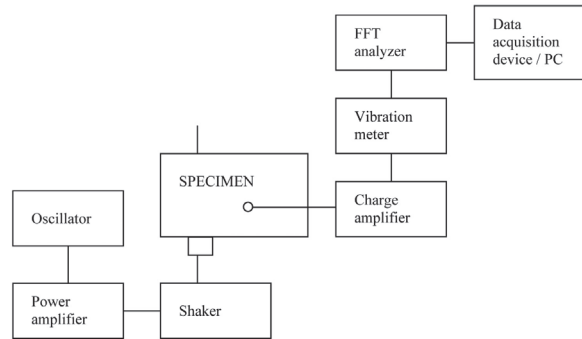 FFT
analyzer
Data
acquisition
device / PC
Vibration
meter
SPECIMEN
Charge
amplifier
Oscillator
Power
amplifier
Shaker